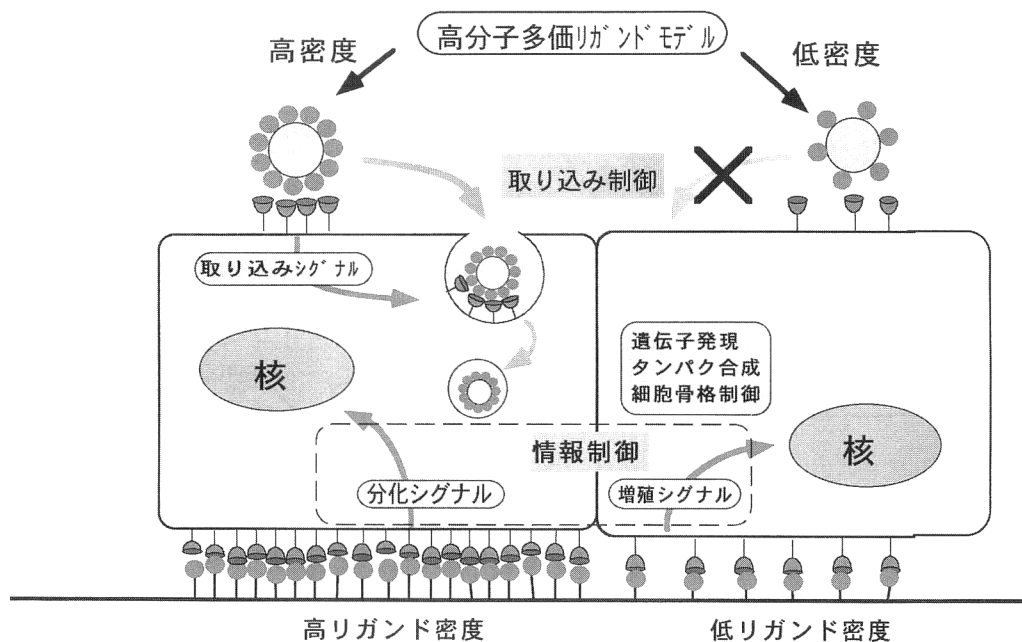 高分子多価ﾘｶﾞﾝﾄﾞﾓﾃﾞﾙ
高密度
低密度
取り込み制御
取り込みｼｸﾞﾅﾙ
遺伝子発現
タンパク合成
細胞骨格制御
核
核
情報制御
分化シグナル
増殖シグナル
高リガンド密度
低リガンド密度